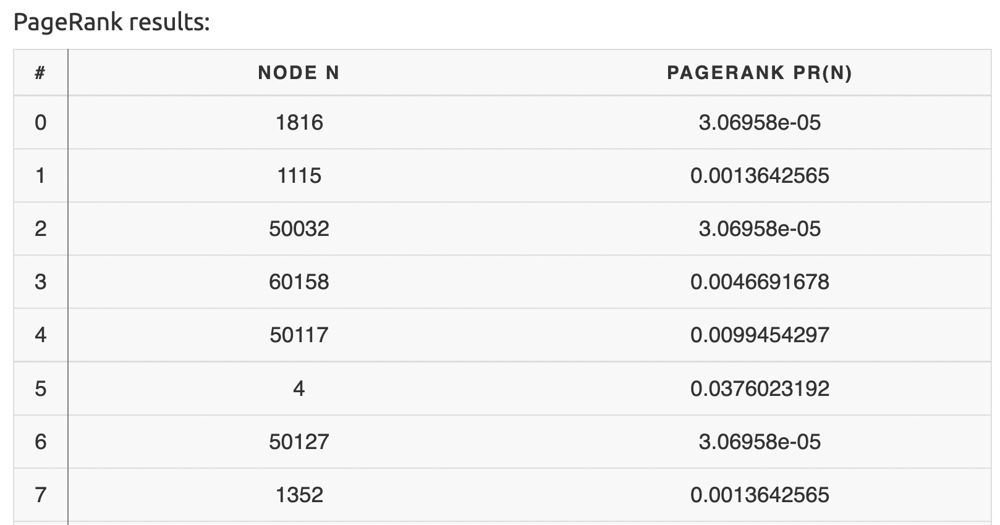 PageRank results:
# NODE N PAGERANK PR(N)
0 1816 3.06958e-05
1 1115 0.0013642565
2 50032 3.06958e-05
3 60158 0.0046691678
4 50117 0.0099454297
5 4 0.0376023192
6 50127 3.06958e-05
7 1352 0.0013642565